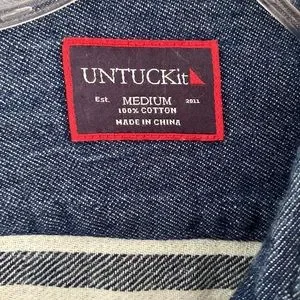 UNTUCKit
Est. MEDIUM 2011
100% COTTON
MADE IN CHINA